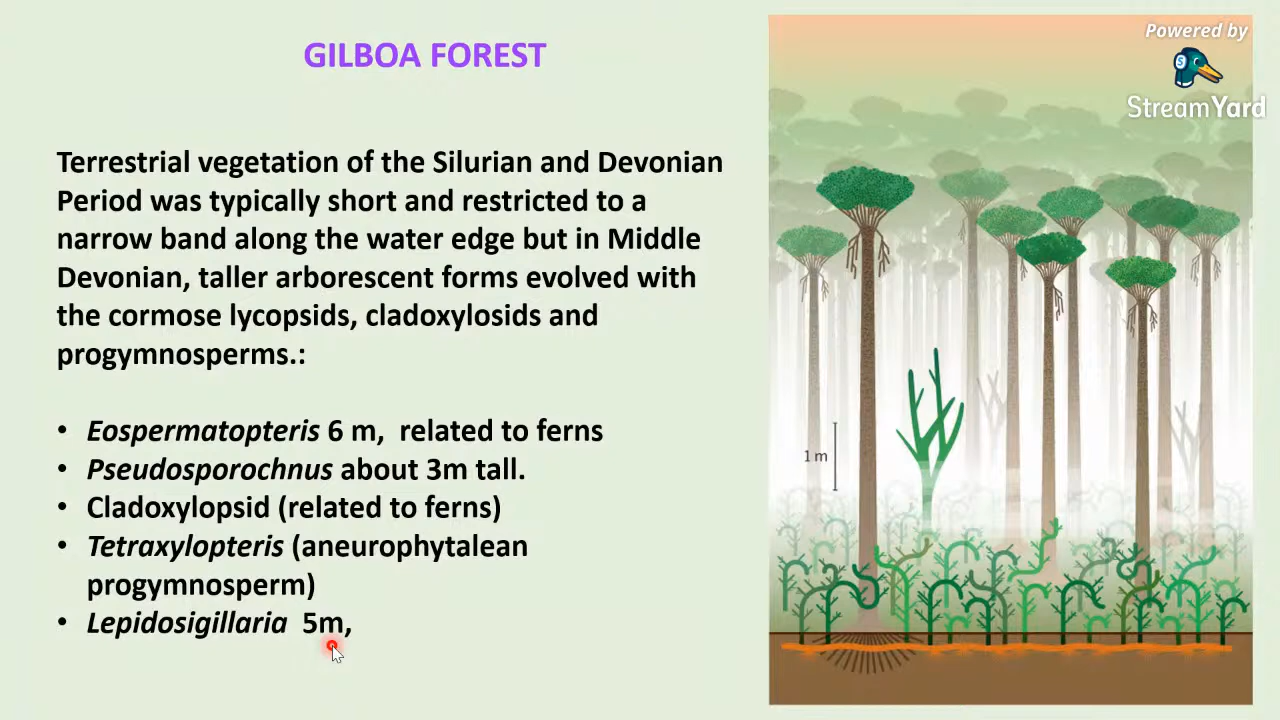 GILBOA FOREST
Powered by
StreamYard
Terrestrial vegetation of the Silurian and Devonian
Period was typically short and restricted to a
narrow band along the water edge but in Middle
Devonian, taller arborescent forms evolved with
the cormose lycopsids, cladoxylosids and
progymnosperms.:
• Eospermatopteris 6 m,  related to ferns
• Pseudosporochnus about 3m tall.
• Cladoxylopsid (related to ferns)
• Tetraxylopteris (aneurophytalean
progymnosperm)
• Lepidosigillaria  5m,
1 m